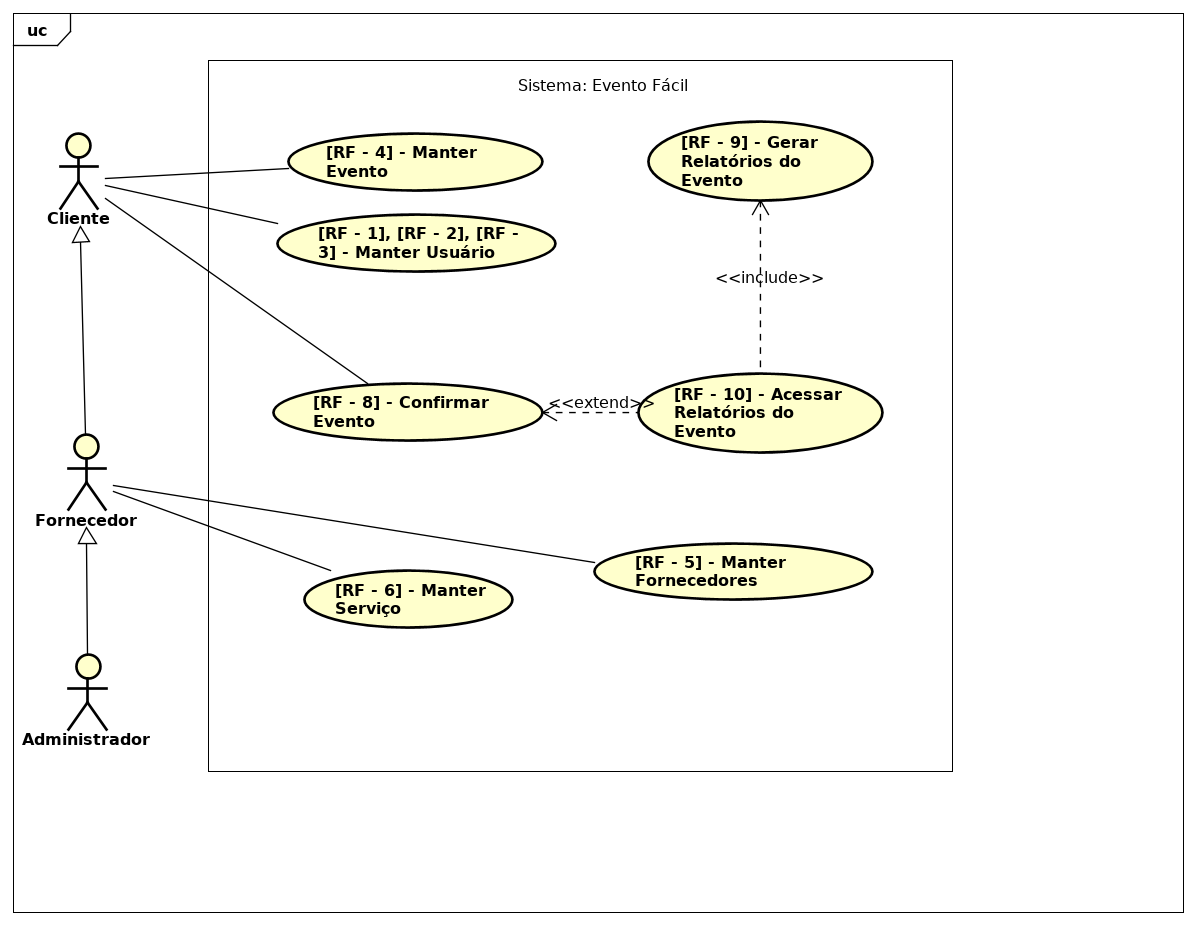 uc
Sistema: Evento Fácil
[RF - 4] - Manter
Evento
[RF - 9] - Gerar
Relatórios do
Evento
Cliente
[RF - 1], [RF - 2], [RF -
3] - Manter Usuário
<<include>>
[RF - 8] - Confirmar
Evento
<<extend>>
[RF - 10] - Acessar
Relatórios do
Evento
Fornecedor
[RF - 5] - Manter
Fornecedores
[RF - 6] - Manter
Serviço
Administrador